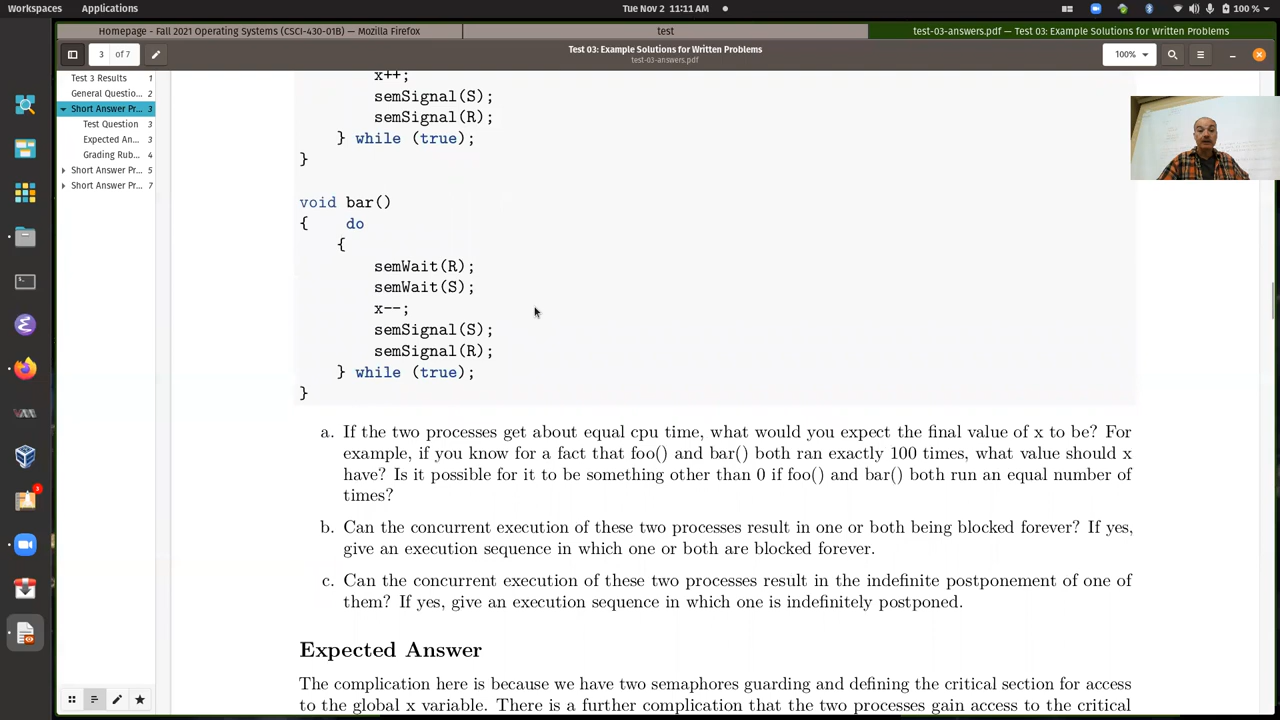 Workspaces Applications Tue Nov 2 11:11 AM 100 %
Homepage - Fall 2021 Operating Systems (CSCI-430-01B) — Mozilla Firefox test test-03-answers.pdf — Test 03: Example Solutions for Written Problems
3 of 7 Test 03: Example Solutions for Written Problems 100%
test-03-answers.pdf
Test 3 Results 1
General Questio... 2
Short Answer Pr... 3
Test Question 3
Expected An... 3
Grading Rub... 4
Short Answer Pr... 5
Short Answer Pr... 7
x++;
semSignal(S);
semSignal(R);
} while (true);
}
void bar()
{ do
{
semWait(R);
semWait(S);
x--;
semSignal(S);
semSignal(R);
} while (true);
}
a. If the two processes get about equal cpu time, what would you expect the final value of x to be? For
example, if you know for a fact that foo() and bar() both ran exactly 100 times, what value should x
have? Is it possible for it to be something other than 0 if foo() and bar() both run an equal number of
times?
b. Can the concurrent execution of these two processes result in one or both being blocked forever? If yes,
give an execution sequence in which one or both are blocked forever.
c. Can the concurrent execution of these two processes result in the indefinite postponement of one of
them? If yes, give an execution sequence in which one is indefinitely postponed.
Expected Answer
The complication here is because we have two semaphores guarding and defining the critical section for access
to the global x variable. There is a further complication that the two processes gain access to the critical